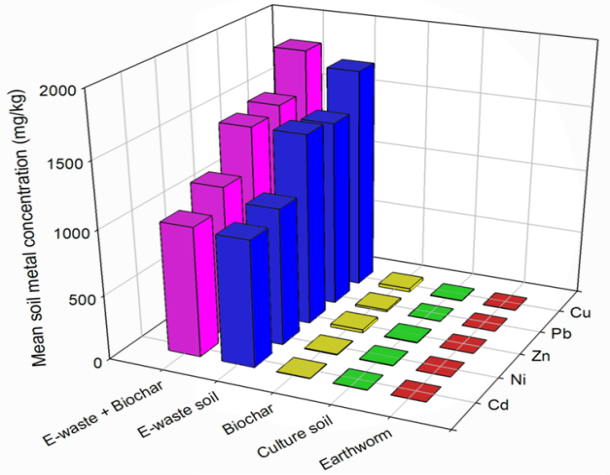 Mean soil metal concentration (mg/kg)
2000
1500
1000
500
0
E-waste + Biochar
E-waste soil
Biochar
Culture soil
Earthworm
Cu
Pb
Zn
Ni
Cd